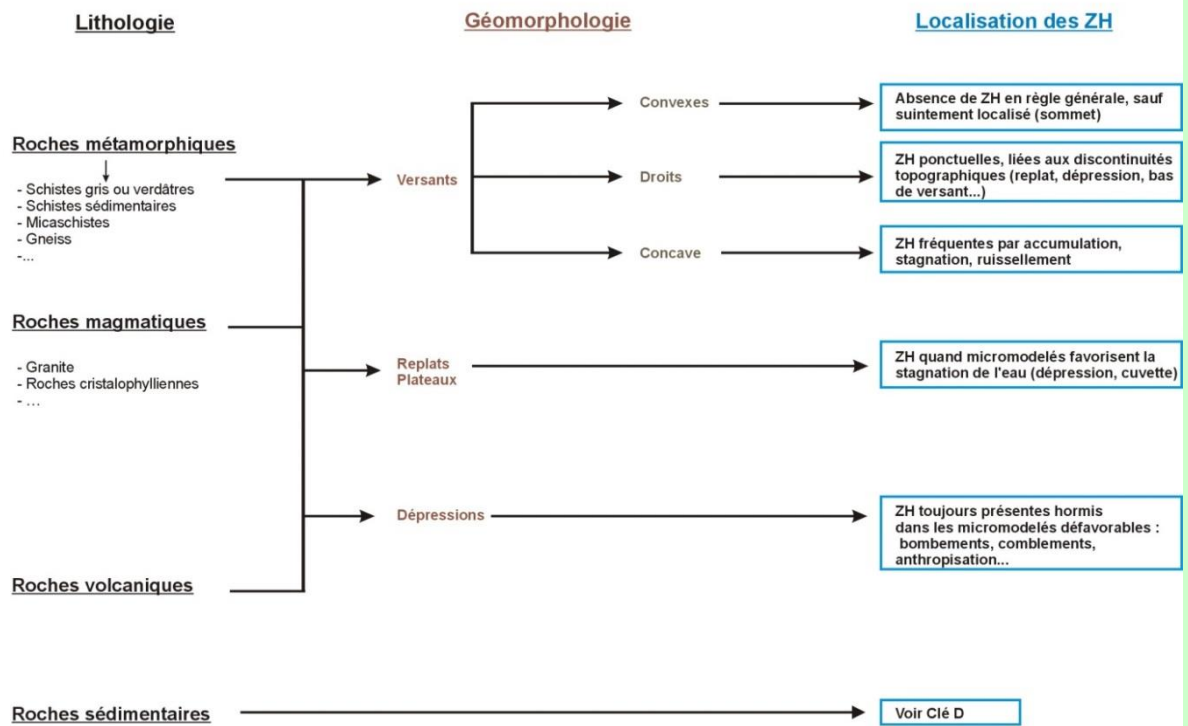 Lithologie
Géomorphologie
Localisation des ZH
Roches métamorphiques
- Schistes gris ou verdâtres
- Schistes sédimentaires
- Micaschistes
- Gneiss
-...
Roches magmatiques
- Granite
- Roches cristalophylliennes
- ...
Roches volcaniques
Roches sédimentaires
Versants
Convexes
Droits
Concave
Replats
Plateaux
Dépressions
Absence de ZH en règle générale, sauf
suintement localisé (sommet)
ZH ponctuelles, liées aux discontinuités
topographiques (replat, dépression, bas
de versant...)
ZH fréquentes par accumulation,
stagnation, ruissellement
ZH quand micromodelés favorisent la
stagnation de l'eau (dépression, cuvette)
ZH toujours présentes hormis
dans les micromodelés défavorables :
bombements, comblements,
anthropisation...
Voir Clé D